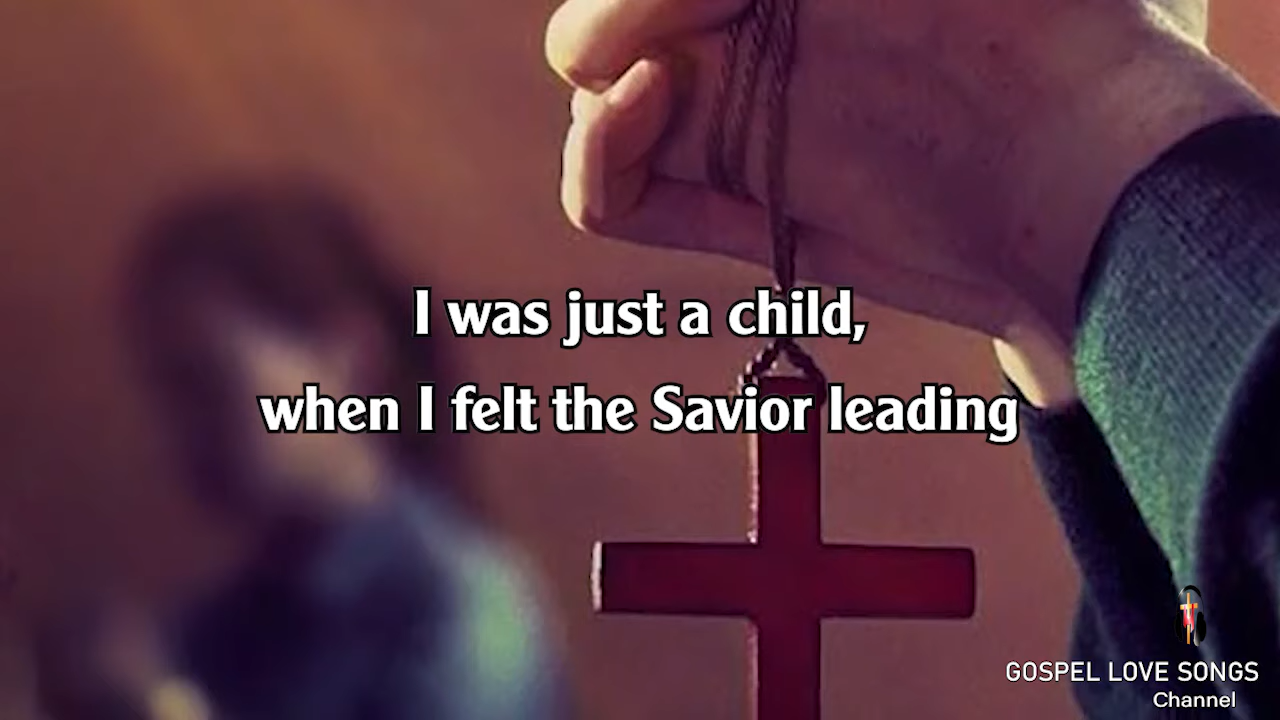 I was just a child,
when I felt the Savior leading
GOSPEL LOVE SONGS
Channel